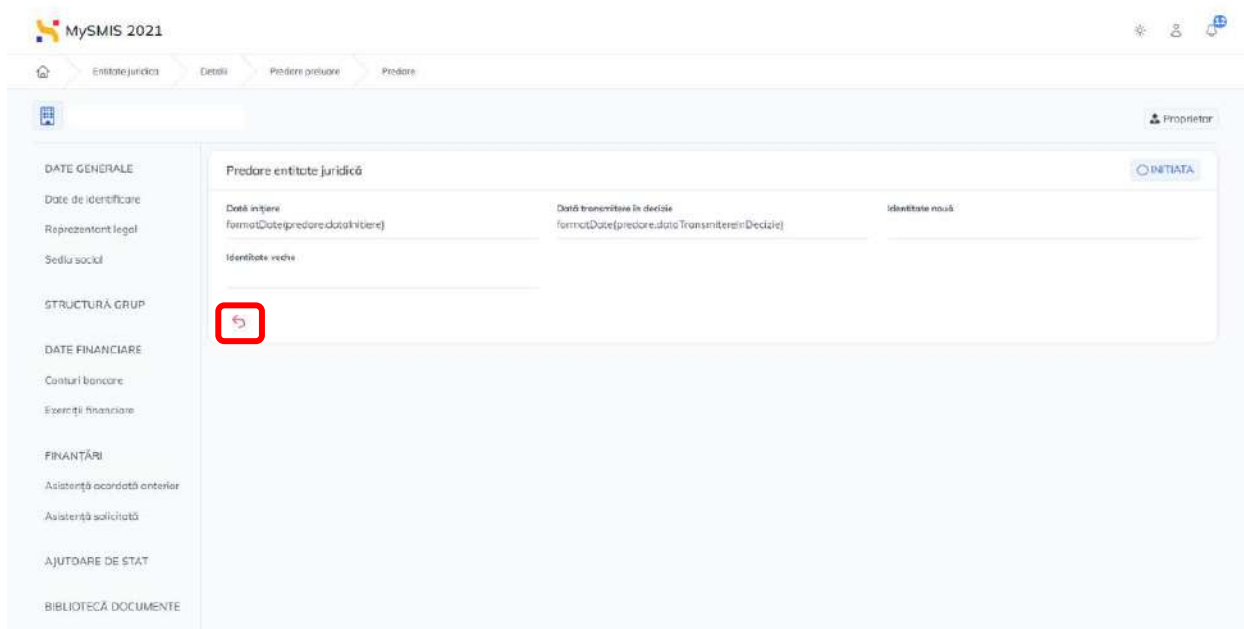 MySMIS 2021
Entitate juridica Detalii Predare preluare Predare
Proprietar
DATE GENERALE
Date de identificare
Reprezentant legal
Sediu social
STRUCTURĂ GRUP
DATE FINANCIARE
Conturi bancare
Exerciții financiare
FINANȚĂRI
Asistență acordată anterior
Asistență solicitată
AJUTOARE DE STAT
BIBLIOTECĂ DOCUMENTE
Predare entitate juridică
INITIATA
Dată inițiere
formatDate(predare.dataInitiere)
Dată transmitere în decizie
formatDate(predare.dataTransmitereInDecizie)
Identitate nouă
Identitate veche